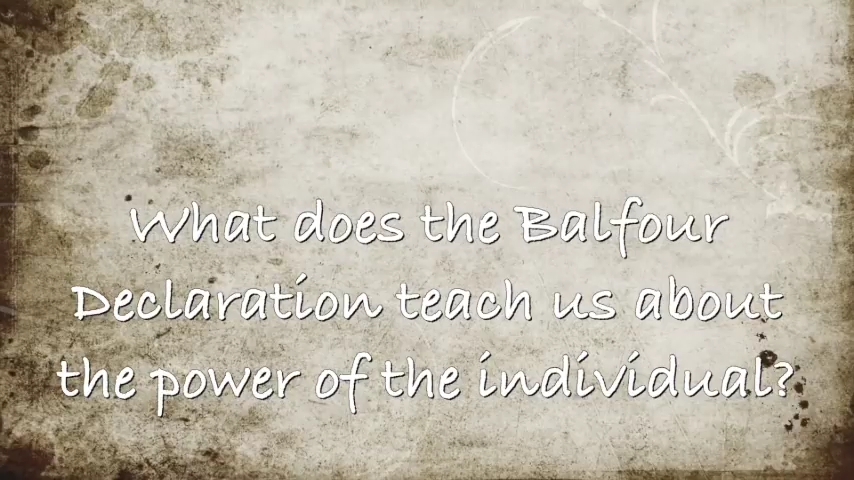 What does the Balfour
Declaration teach us about
the power of the individual?